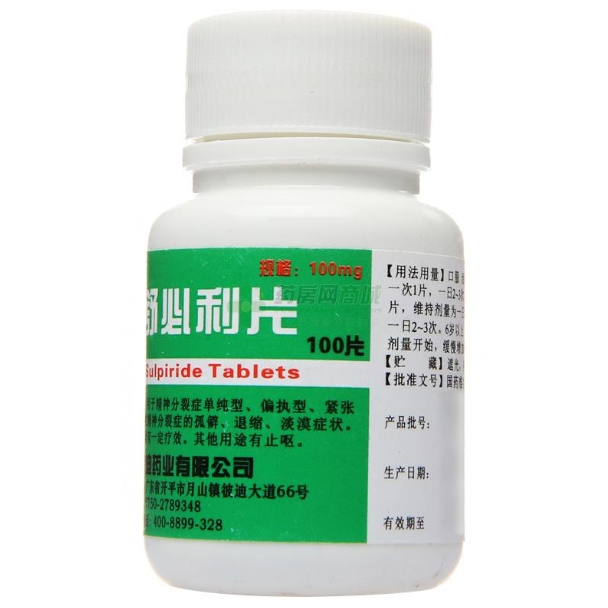 规格：100mg
药房网商城
舒必利片
100片
Sulpiride Tablets
于精神分裂症单纯型、偏执型、紧张
精神分裂症的孤僻、退缩、淡漠症状。
有一定疗效。其他用途有止呕。
迪药业有限公司
广东省开平市月山镇彼迪大道66号
0750-2789348
400-8899-328
【用法用量】口服
一次1片，一日2~3
片，维持剂量为一日
一日2~3次。6岁以上
剂量开始，缓慢增
【贮 藏】遮光，
【批准文号】国药准
产品批号：
生产日期：
有效期至